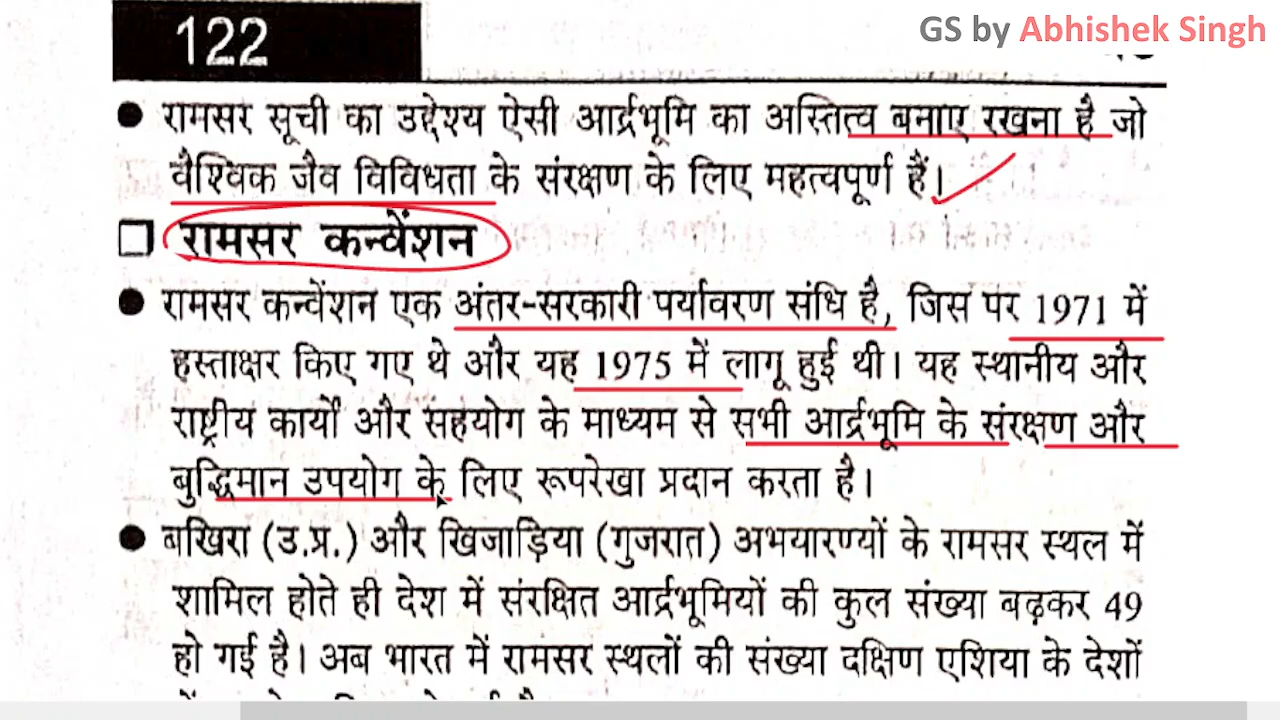 GS by Abhishek Singh
122
● रामसर सूची का उद्देश्य ऐसी आर्द्रभूमि का अस्तित्व बनाए रखना है जो
वैश्विक जैव विविधता के संरक्षण के लिए महत्वपूर्ण हैं।
❑ रामसर कन्वेंशन
● रामसर कन्वेंशन एक अंतर-सरकारी पर्यावरण संधि है, जिस पर 1971 में
हस्ताक्षर किए गए थे और यह 1975 में लागू हुई थी। यह स्थानीय और
राष्ट्रीय कार्यों और सहयोग के माध्यम से सभी आर्द्रभूमि के संरक्षण और
बुद्धिमान उपयोग के लिए रूपरेखा प्रदान करता है।
● बखिरा (उ.प्र.) और खिजाड़िया (गुजरात) अभयारण्यों के रामसर स्थल में
शामिल होते ही देश में संरक्षित आर्द्रभूमियों की कुल संख्या बढ़कर 49
हो गई है। अब भारत में रामसर स्थलों की संख्या दक्षिण एशिया के देशों